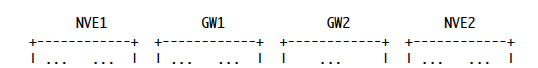 NVE1 GW1 GW2 NVE2
+------------+ +-----------+ +-----------+ +-----------+
| ... ... | | ... ... | | ... | | ... ... |